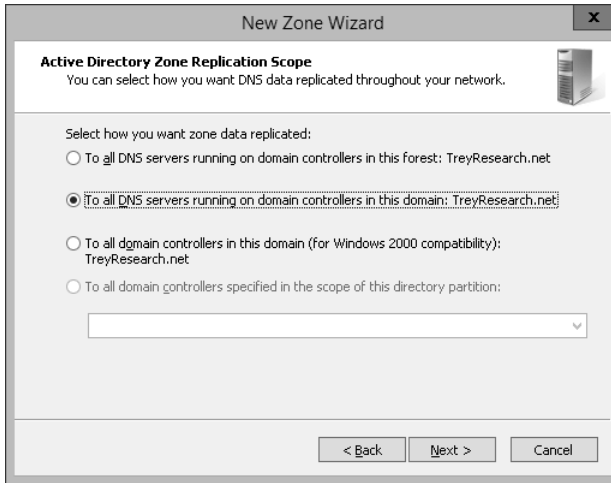 New Zone Wizard
x
Active Directory Zone Replication Scope
You can select how you want DNS data replicated throughout your network.
Select how you want zone data replicated:
To all DNS servers running on domain controllers in this forest: TreyResearch.net
To all DNS servers running on domain controllers in this domain: TreyResearch.net
To all domain controllers in this domain (for Windows 2000 compatibility):
TreyResearch.net
To all domain controllers specified in the scope of this directory partition:
< Back
Next >
Cancel